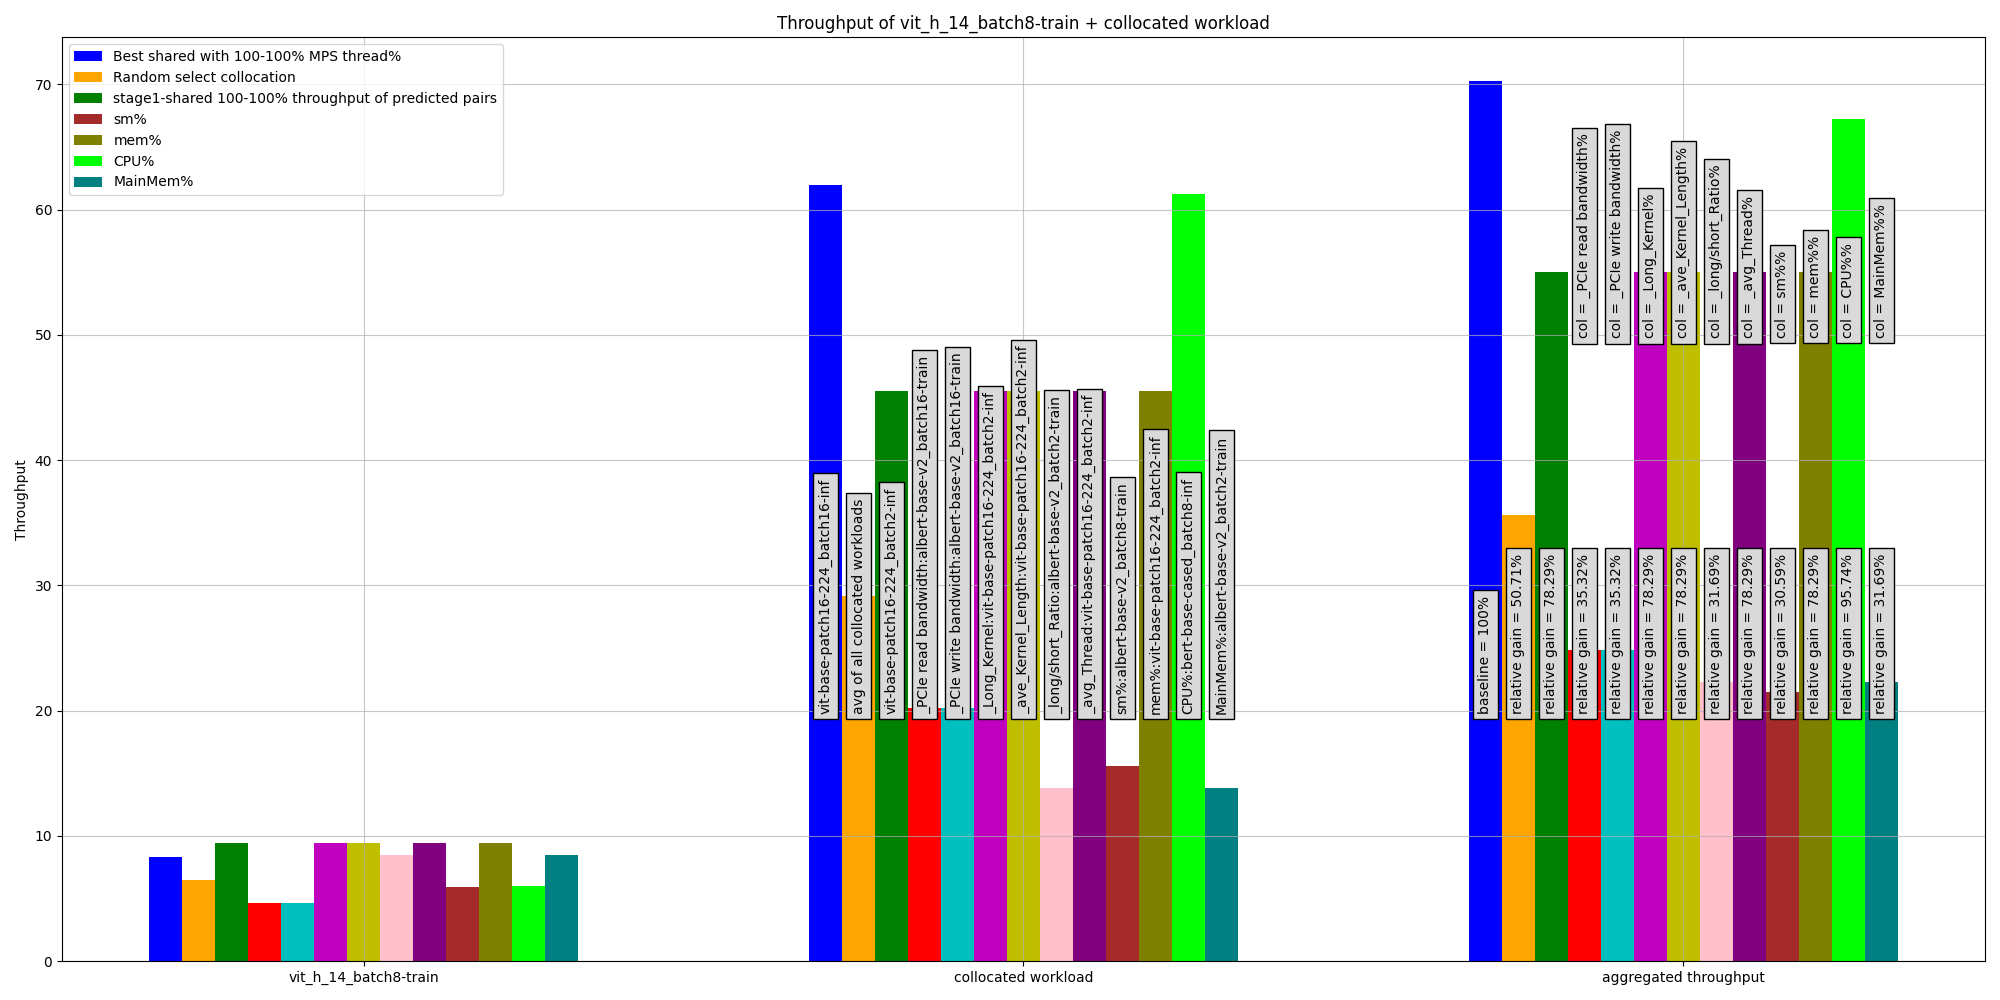 Throughput of vit_h_14_batch8-train + collocated workload
Best shared with 100-100% MPS thread%
Random select collocation
stage1-shared 100-100% throughput of predicted pairs
sm%
mem%
CPU%
MainMem%
Throughput
70
60
50
40
30
20
10
0
vit-base-patch16-224_batch16-inf
avg of all collocated workloads
vit-base-patch16-224_batch2-inf
_PCIe read bandwidth:albert-base-v2_batch16-train
_PCIe write bandwidth:albert-base-v2_batch16-train
_Long_Kernel:vit-base-patch16-224_batch2-inf
_ave_Kernel_Length:vit-base-patch16-224_batch2-inf
_long/short_Ratio:albert-base-v2_batch2-train
_avg_Thread:vit-base-patch16-224_batch2-inf
sm%:albert-base-v2_batch8-train
mem%:vit-base-patch16-224_batch2-inf
CPU%:bert-base-cased_batch8-inf
MainMem%:albert-base-v2_batch2-train
col = _PCIe read bandwidth%
col = _PCIe write bandwidth%
col = _Long_Kernel%
col = _ave_Kernel_Length%
col = _long/short_Ratio%
col = _avg_Thread%
col = sm%%
col = mem%%
col = CPU%%
col = MainMem%%
baseline = 100%
relative gain = 50.71%
relative gain = 78.29%
relative gain = 35.32%
relative gain = 35.32%
relative gain = 78.29%
relative gain = 78.29%
relative gain = 31.69%
relative gain = 78.29%
relative gain = 30.59%
relative gain = 78.29%
relative gain = 95.74%
relative gain = 31.69%
vit_h_14_batch8-train
collocated workload
aggregated throughput